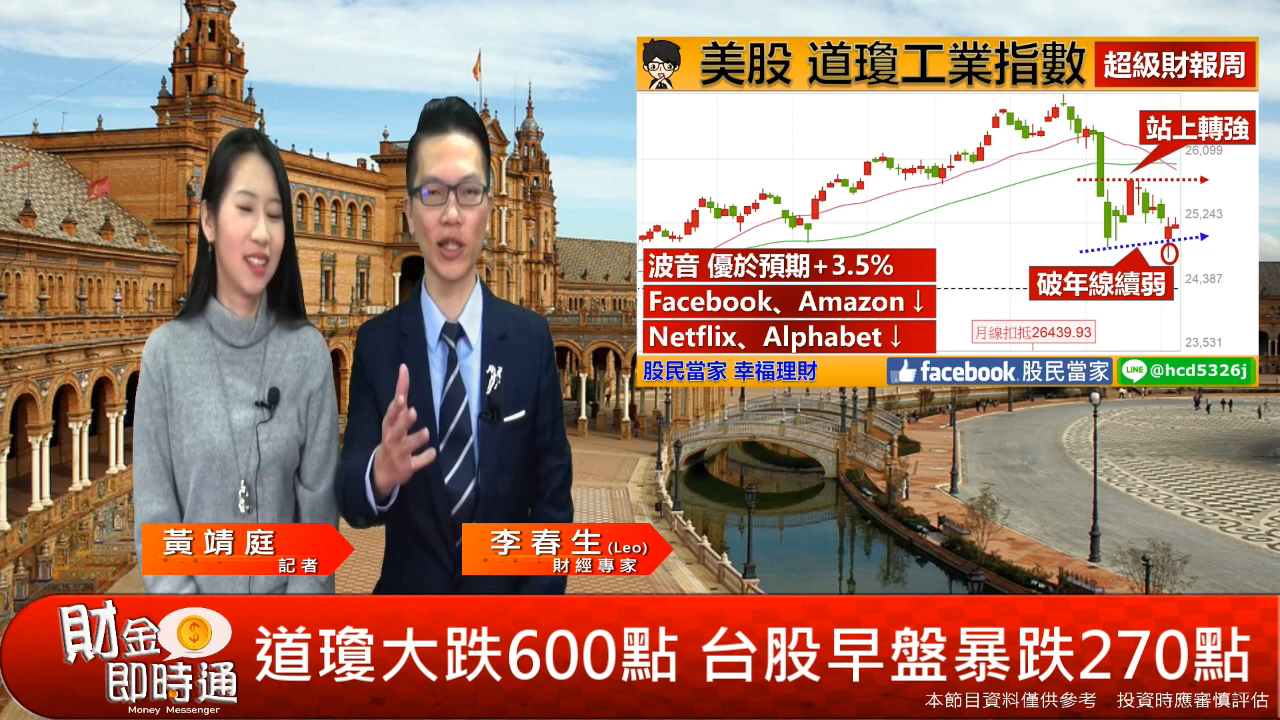 美股 道瓊工業指數
超級財報周
站上轉強
26,099
25,243
24,387
23,531
破年線續弱
月線扣抵26439.93
波音 優於預期+3.5%
Facebook、Amazon↓
Netflix、Alphabet↓
股民當家 幸福理財
facebook. 股民當家
LINE @hcd5326j
黃靖庭
記者
李春生(Leo)
財經專家
財金即時通
Money Messenger
道瓊大跌600點 台股早盤暴跌270點
本節目資料僅供參考 投資時應審慎評估